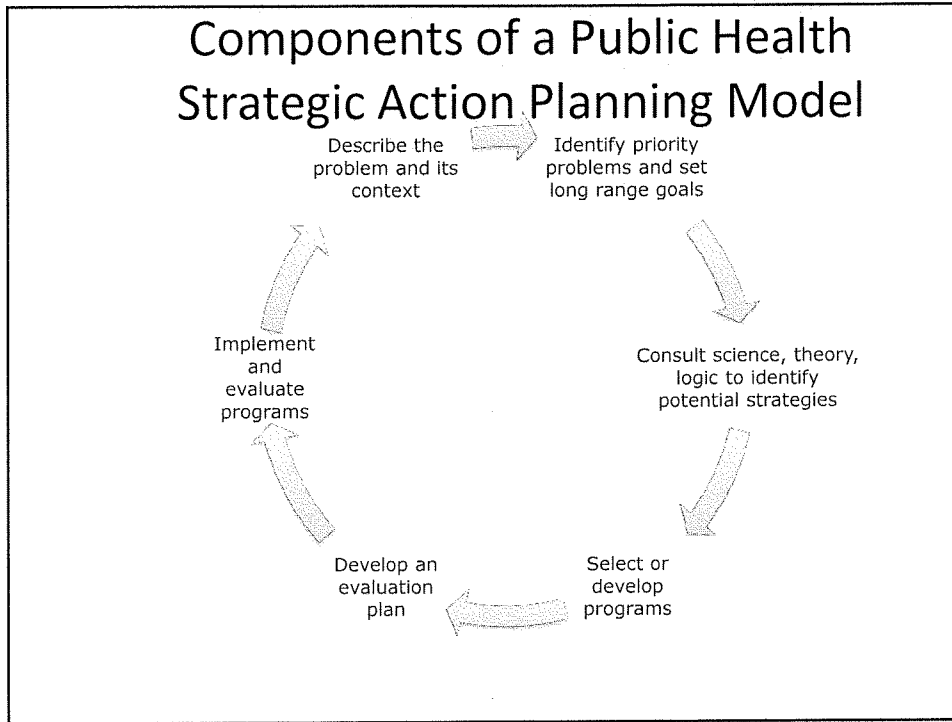 Components of a Public Health
Strategic Action Planning Model
Describe the
problem and its
context
Identify priority
problems and set
long range goals
Consult science, theory,
logic to identify
potential strategies
Select or
develop
programs
Develop an
evaluation
plan
Implement
and
evaluate
programs